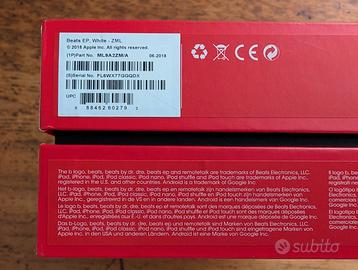 Beats EP, White - ZML
© 2018 Apple Inc. All rights reserved.
(1P)Part No. ML9A2ZM/A 06.2018
(S)Serial No. FL6WX77GGQDX
UPC
8 88462 60279
The b logo, beats, beats by dr. dre, beats ep and remotetalk are trademarks of Beats Electronics,
LLC. iPad, iPhone, iPod, iPod classic, iPod nano, iPod shuffle and iPod touch are trademarks of
Apple Inc., registered in the U.S. and other countries. Android is a trademark of Google Inc.
Het b-logo, beats, beats by dr. dre, beats ep en remotetalk zijn handelsmerken van Beats Electronics,
LLC. iPad, iPhone, iPod, iPod classic, iPod nano, iPod shuffle en iPod touch zijn handelsmerken van
Apple Inc., geregistreerd in de VS en in andere landen. Android is een handelsmerk van Google Inc.
Le logo b, beats, beats by dr. dre, beats ep et remotetalk sont des marques déposées de Beats Electronics,
LLC. iPad, iPhone, iPod, iPod classic, iPod nano, iPod shuffle et iPod touch sont des marques déposées
d'Apple Inc. aux É.-U. et dans d'autres pays. Android est une marque de Google Inc.
Das b-Logo, beats, beats by dr. dre, beats ep und remotetalk sind Marken von Beats Electronics,
LLC. iPad, iPhone, iPod, iPod classic, iPod nano, iPod shuffle und iPod touch sind eingetragene Marken von
Apple Inc. in den USA und anderen Ländern. Android ist eine Marke von Google Inc.
subito